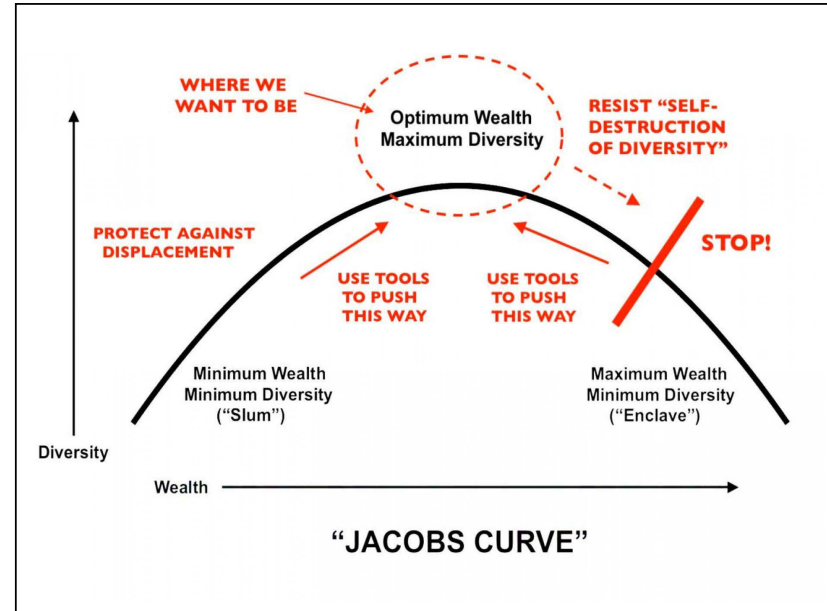 WHERE WE
WANT TO BE
Optimum Wealth
Maximum Diversity
RESIST “SELF-
DESTRUCTION
OF DIVERSITY”
PROTECT AGAINST
DISPLACEMENT
STOP!
USE TOOLS
TO PUSH
THIS WAY
USE TOOLS
TO PUSH
THIS WAY
Minimum Wealth
Minimum Diversity
(“Slum”)
Maximum Wealth
Minimum Diversity
(“Enclave”)
Diversity
Wealth
“JACOBS CURVE”